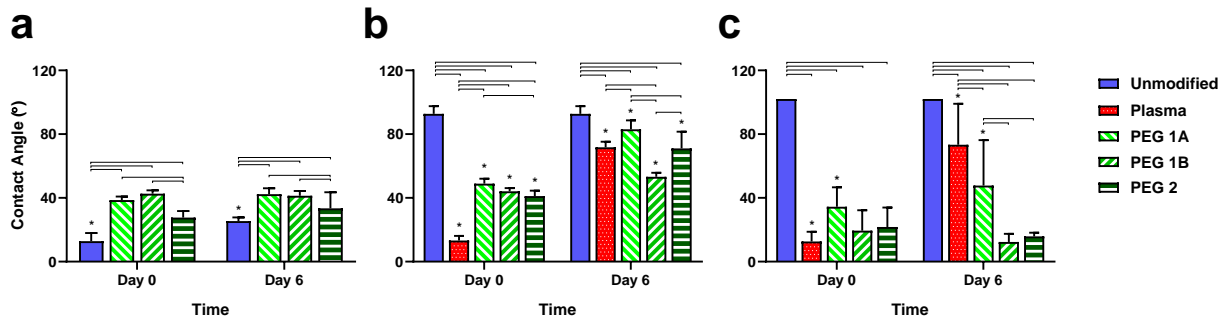 a
b
c
Contact Angle (º)
120
80
40
0
*
*
Day 0
Day 6
Time
120
80
40
0
*
*
*
*
*
*
*
*
Day 0
Day 6
Time
120
80
40
0
*
*
*
*
Day 0
Day 6
Time
Unmodified
Plasma
PEG 1A
PEG 1B
PEG 2